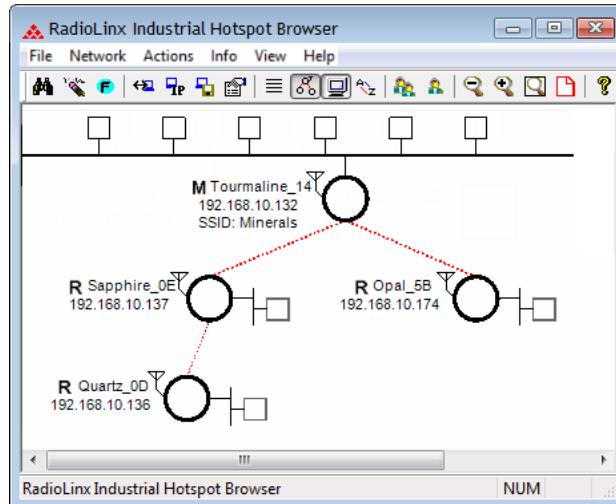 RadioLinx Industrial Hotspot Browser
File Network Actions Info View Help
F IP A Z ?
M Tourmaline_14
192.168.10.132
SSID: Minerals
R Sapphire_0E
192.168.10.137
R Opal_5B
192.168.10.174
R Quartz_0D
192.168.10.136
RadioLinx Industrial Hotspot Browser NUM